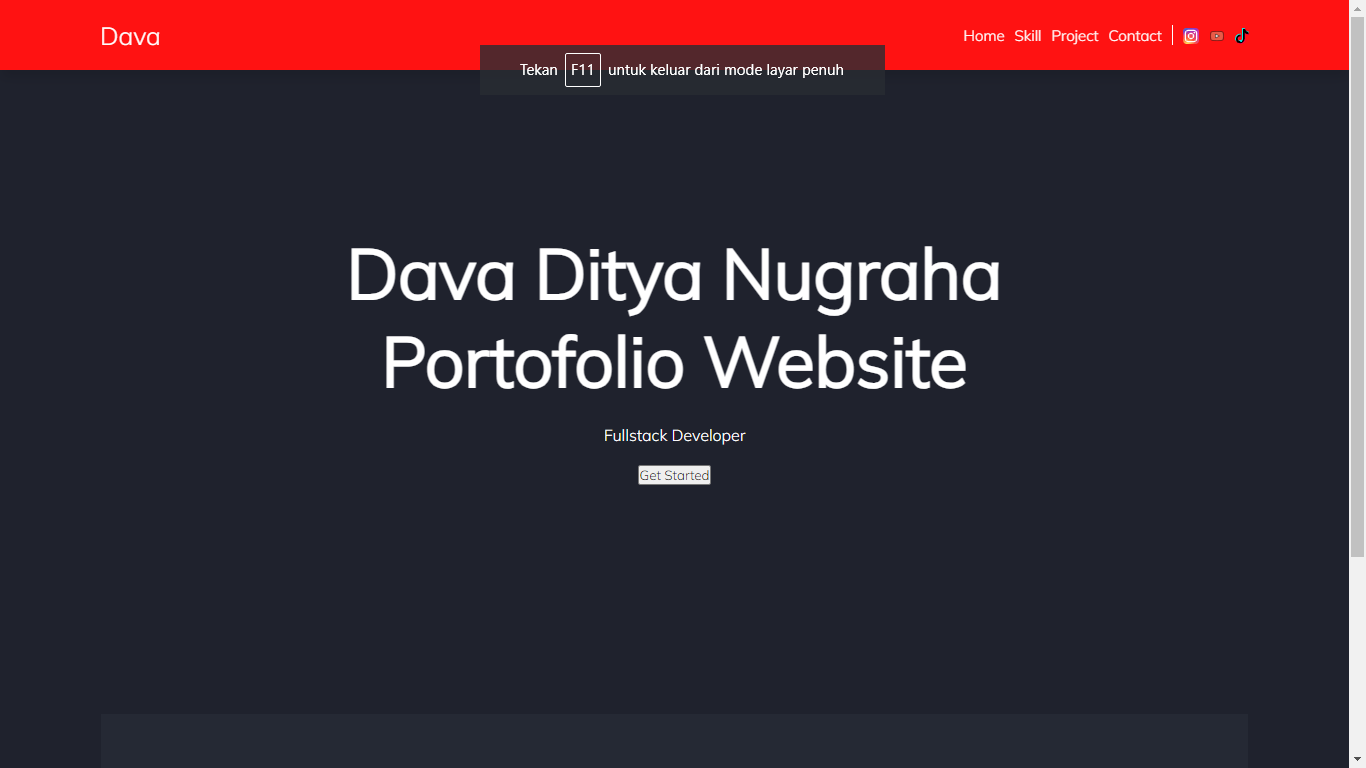 Dava
Home Skill Project Contact
Tekan F11 untuk keluar dari mode layar penuh
Dava Ditya Nugraha
Portofolio Website
Fullstack Developer
Get Started